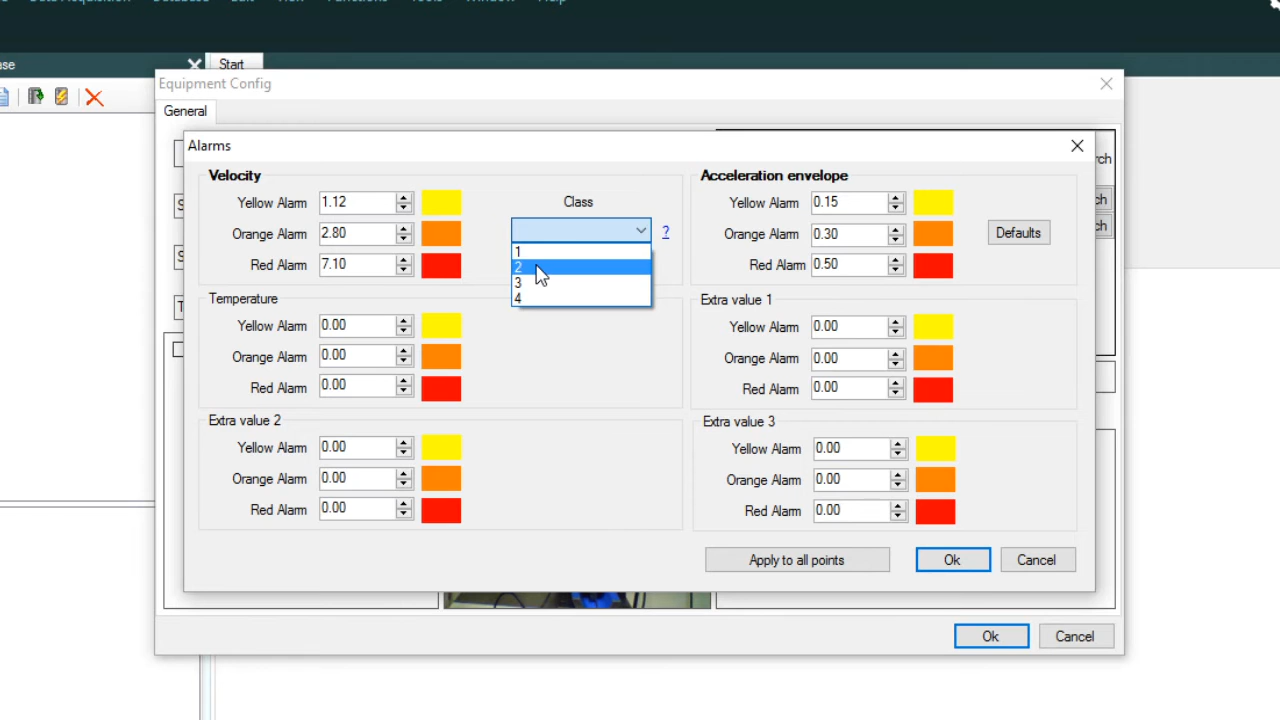 Data Acquisition Database Edit View Functions Tools Window Help
Start
Equipment Config
General
Alarms
Velocity
Yellow Alarm 1.12
Orange Alarm 2.80
Red Alarm 7.10
Class
?
1
2
3
4
Acceleration envelope
Yellow Alarm 0.15
Orange Alarm 0.30
Red Alarm 0.50
Defaults
Temperature
Yellow Alarm 0.00
Orange Alarm 0.00
Red Alarm 0.00
Extra value 1
Yellow Alarm 0.00
Orange Alarm 0.00
Red Alarm 0.00
Extra value 2
Yellow Alarm 0.00
Orange Alarm 0.00
Red Alarm 0.00
Extra value 3
Yellow Alarm 0.00
Orange Alarm 0.00
Red Alarm 0.00
Apply to all points
Ok
Cancel
Ok
Cancel